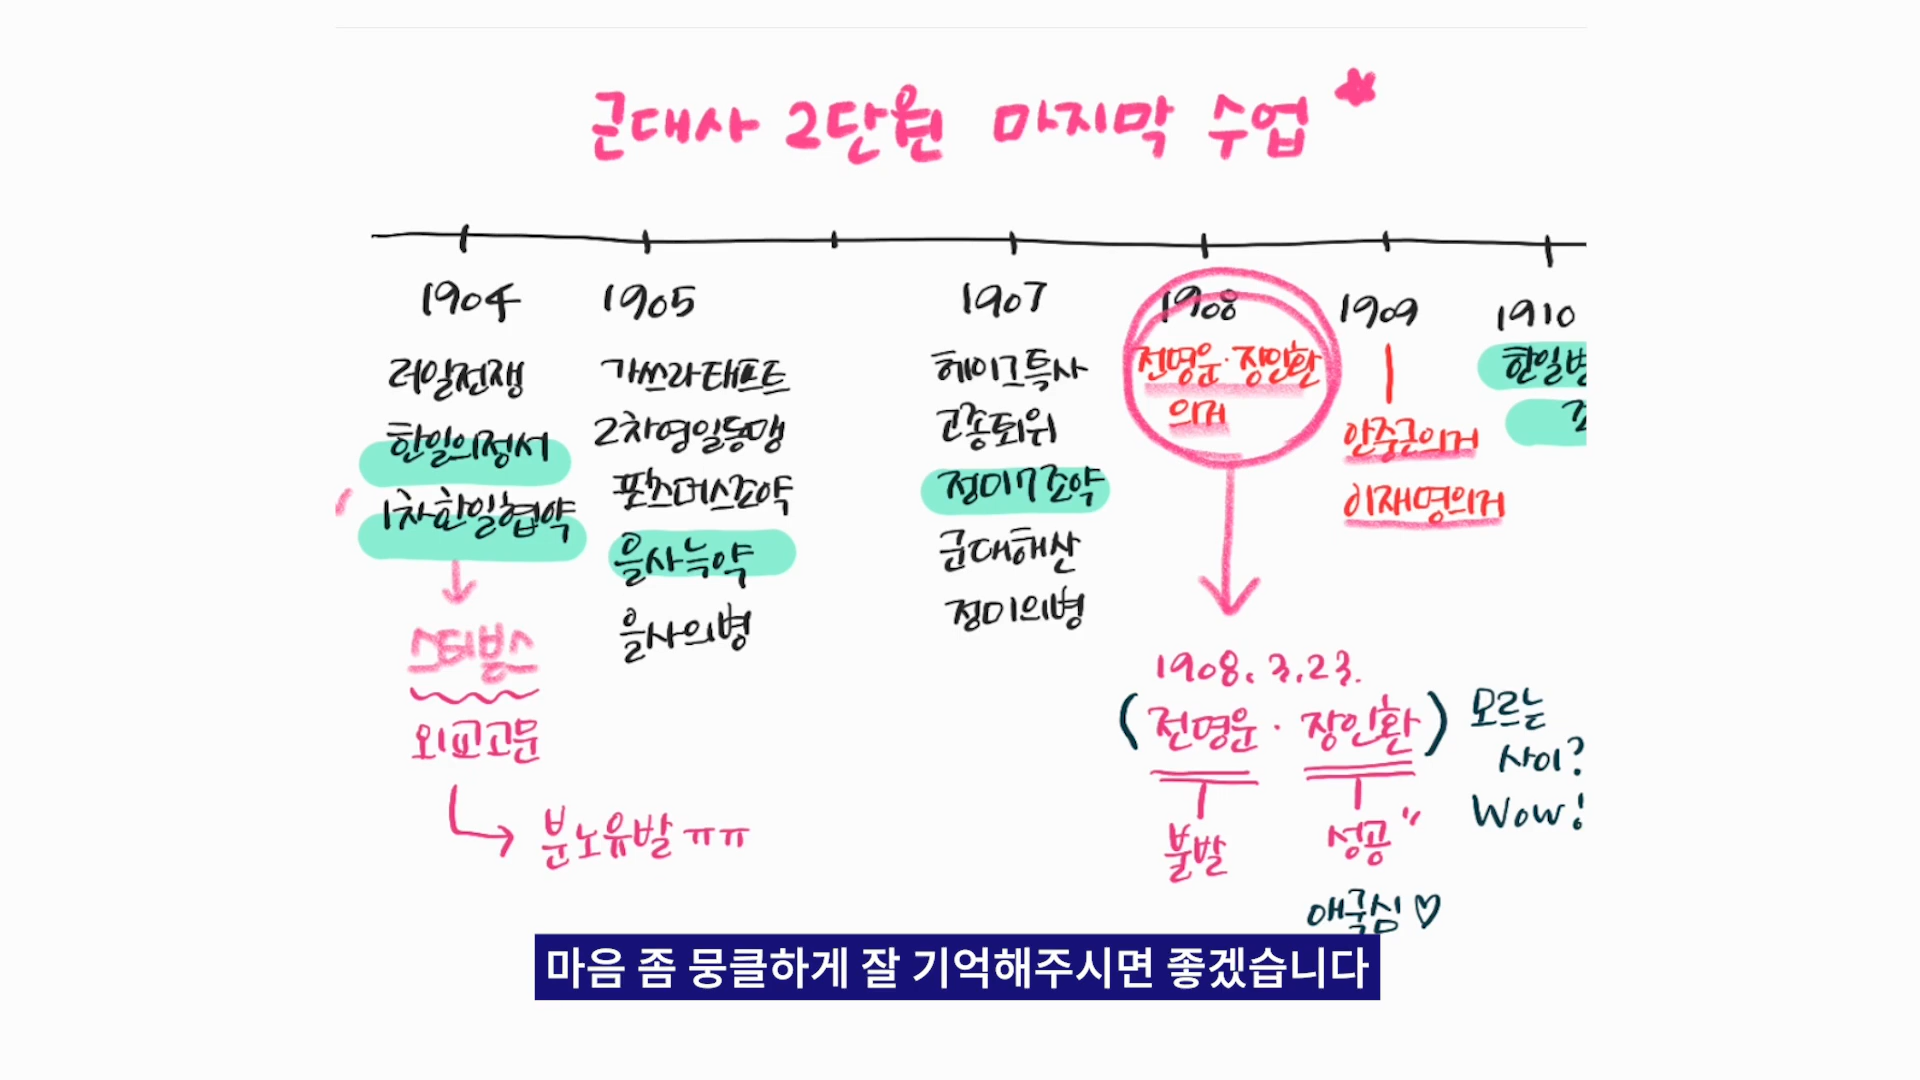 근대사 2단원 마지막 수업
1904
러일전쟁
한일의정서
1차한일협약
스티븐스
외교고문
분노유발 ㅠㅠ
1905
가쓰라태프트
2차영일동맹
포츠머스조약
을사늑약
을사의병
1907
헤이그특사
고종퇴위
정미7조약
군대해산
정미의병
1908
전명운·장인환
의거
1908. 3. 23.
(전명운 · 장인환)
불발
성공
애국심♡
모르는
사이?
Wow!
1909
안중근의거
이재명의거
1910
한일병
조
마음 좀 뭉클하게 잘 기억해주시면 좋겠습니다